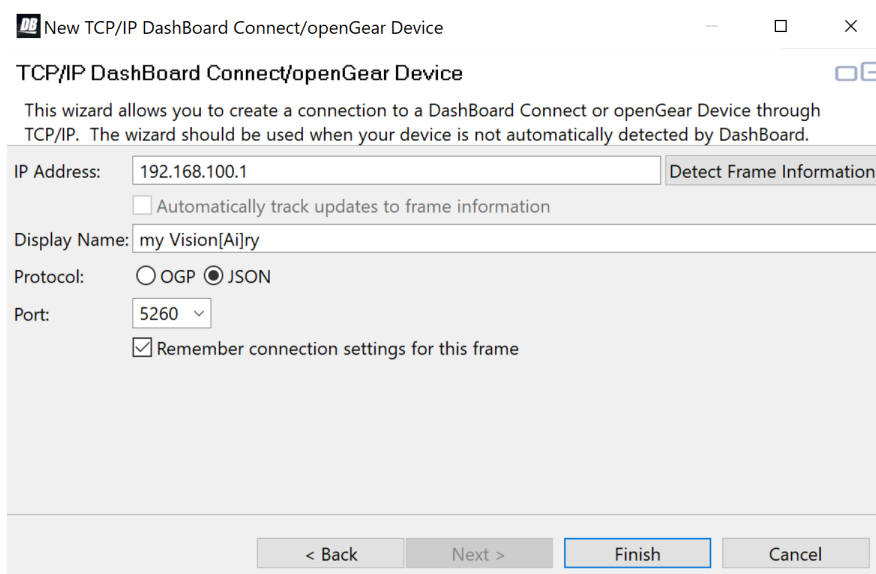 DB New TCP/IP DashBoard Connect/openGear Device
TCP/IP DashBoard Connect/openGear Device
This wizard allows you to create a connection to a DashBoard Connect or openGear Device through
TCP/IP. The wizard should be used when your device is not automatically detected by DashBoard.
IP Address: 192.168.100.1 Detect Frame Information
Automatically track updates to frame information
Display Name: my Vision[Ai]ry
Protocol: OGP JSON
Port: 5260
Remember connection settings for this frame
< Back Next > Finish Cancel